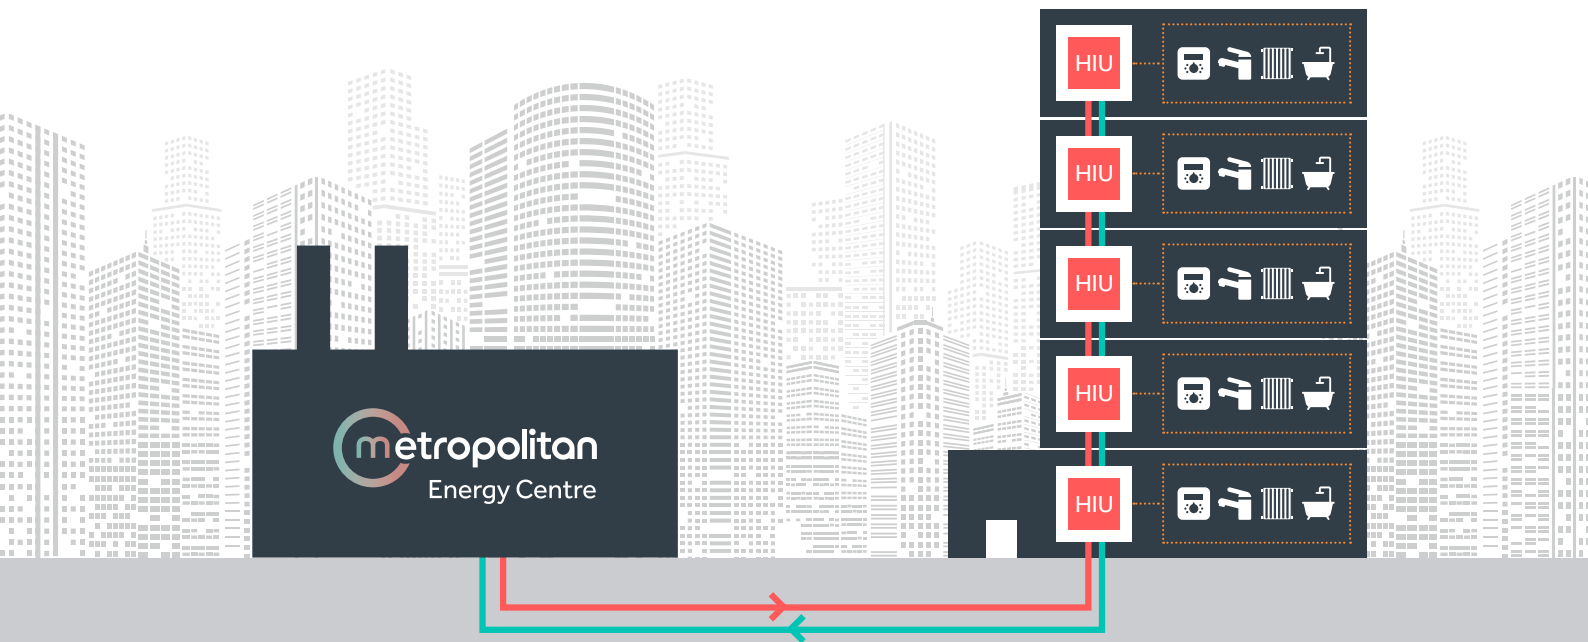 metropolitan
Energy Centre
HIU
HIU
HIU
HIU
HIU